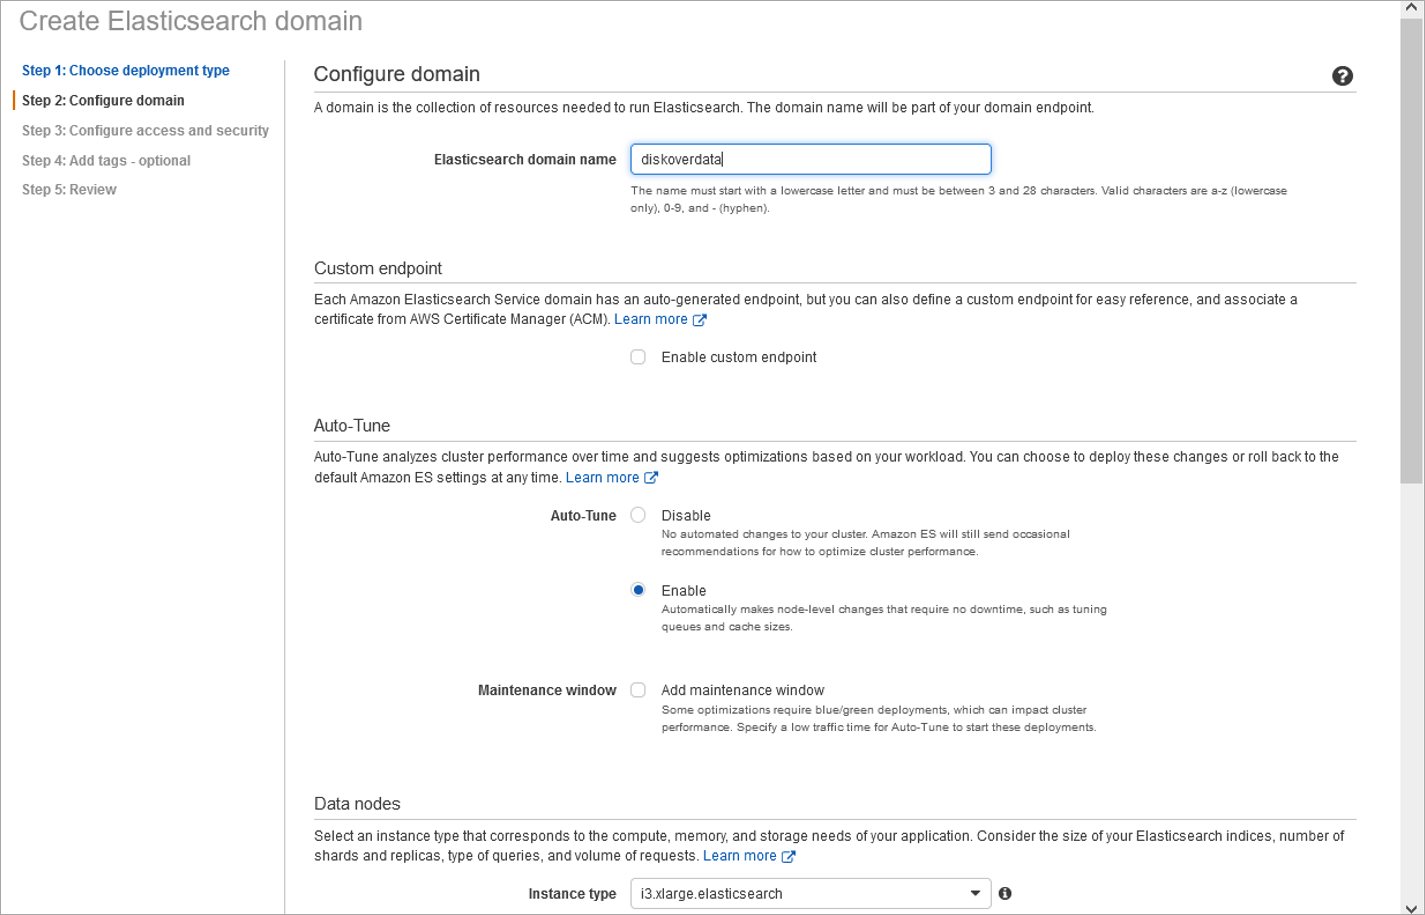 Create Elasticsearch domain
Step 1: Choose deployment type
Step 2: Configure domain
Step 3: Configure access and security
Step 4: Add tags - optional
Step 5: Review
Configure domain
A domain is the collection of resources needed to run Elasticsearch. The domain name will be part of your domain endpoint.
Elasticsearch domain name
diskoverdata
The name must start with a lowercase letter and must be between 3 and 28 characters. Valid characters are a-z (lowercase
only), 0-9, and - (hyphen).
Custom endpoint
Each Amazon Elasticsearch Service domain has an auto-generated endpoint, but you can also define a custom endpoint for easy reference, and associate a
certificate from AWS Certificate Manager (ACM). Learn more
Enable custom endpoint
Auto-Tune
Auto-Tune analyzes cluster performance over time and suggests optimizations based on your workload. You can choose to deploy these changes or roll back to the
default Amazon ES settings at any time. Learn more
Auto-Tune
Disable
No automated changes to your cluster. Amazon ES will still send occasional
recommendations for how to optimize cluster performance.
Enable
Automatically makes node-level changes that require no downtime, such as tuning
queues and cache sizes.
Maintenance window
Add maintenance window
Some optimizations require blue/green deployments, which can impact cluster
performance. Specify a low traffic time for Auto-Tune to start these deployments.
Data nodes
Select an instance type that corresponds to the compute, memory, and storage needs of your application. Consider the size of your Elasticsearch indices, number of
shards and replicas, type of queries, and volume of requests. Learn more
Instance type
i3.xlarge.elasticsearch